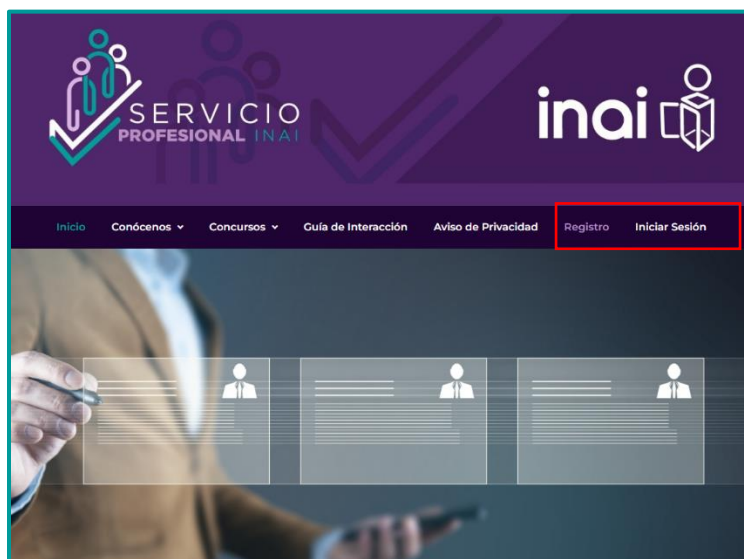 SERVICIO
PROFESIONAL INAI
inai
Inicio Conócenos Concursos Guía de Interacción Aviso de Privacidad Registro Iniciar Sesión